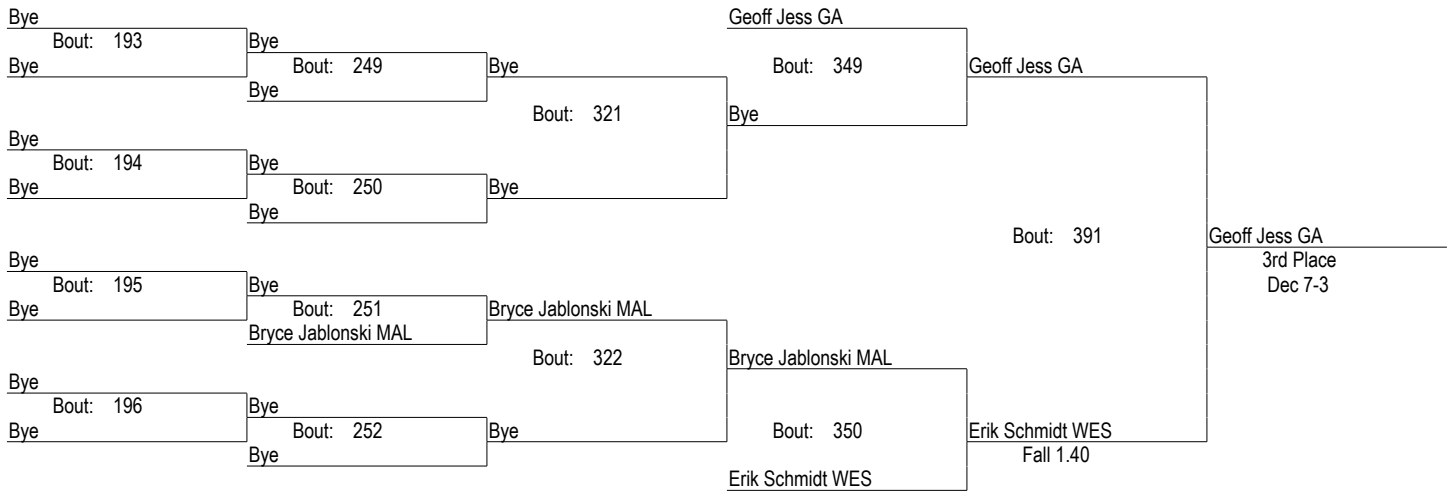 Bye Geoff Jess GA
Bout: 193 Bye
Bye Bout: 249 Bye Bout: 349 Geoff Jess GA
Bye
Bout: 321 Bye
Bye
Bout: 194 Bye
Bye Bout: 250 Bye
Bye
Bout: 391 Geoff Jess GA
Bye 3rd Place
Bout: 195 Bye Dec 7-3
Bye Bout: 251 Bryce Jablonski MAL
Bryce Jablonski MAL
Bout: 322 Bryce Jablonski MAL
Bye
Bout: 196 Bye
Bye Bout: 252 Bye Bout: 350 Erik Schmidt WES
Bye Fall 1.40
Erik Schmidt WES